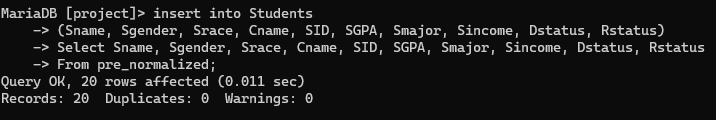 MariaDB [project]> insert into Students
    -> (Sname, Sgender, Srace, Cname, SID, SGPA, Smajor, Sincome, Dstatus, Rstatus)
    -> Select Sname, Sgender, Srace, Cname, SID, SGPA, Smajor, Sincome, Dstatus, Rstatus
    -> From pre_normalized;
Query OK, 20 rows affected (0.011 sec)
Records: 20  Duplicates: 0  Warnings: 0